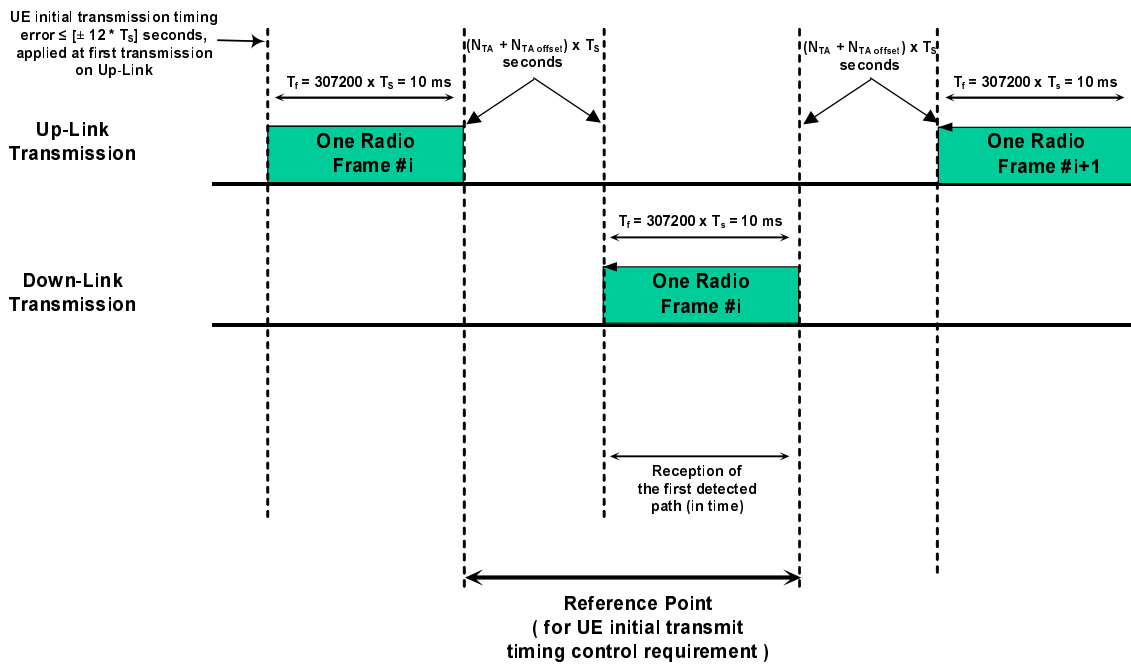 UE initial transmission timing
error ≤ [± 12 * TS] seconds,
applied at first transmission
on Up-Link
(NTA + NTA offset) x TS
seconds
(NTA + NTA offset) x TS
seconds
Tf = 307200 x TS = 10 ms
Tf = 307200 x Ts = 10 ms
Up-Link
Transmission
One Radio
Frame #i
One Radio
Frame #i+1
Tf = 307200 x Ts = 10 ms
Down-Link
Transmission
One Radio
Frame #i
Reception of
the first detected
path (in time)
Reference Point
( for UE initial transmit
timing control requirement )